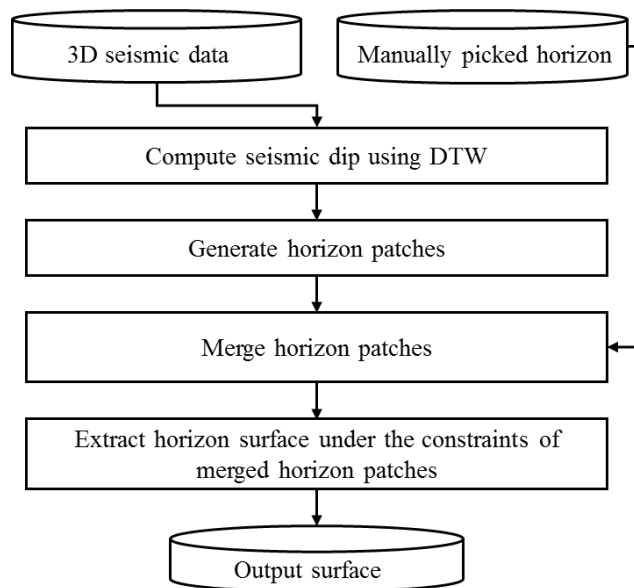 3D seismic data
Manually picked horizon
Compute seismic dip using DTW
Generate horizon patches
Merge horizon patches
Extract horizon surface under the constraints of
merged horizon patches
Output surface